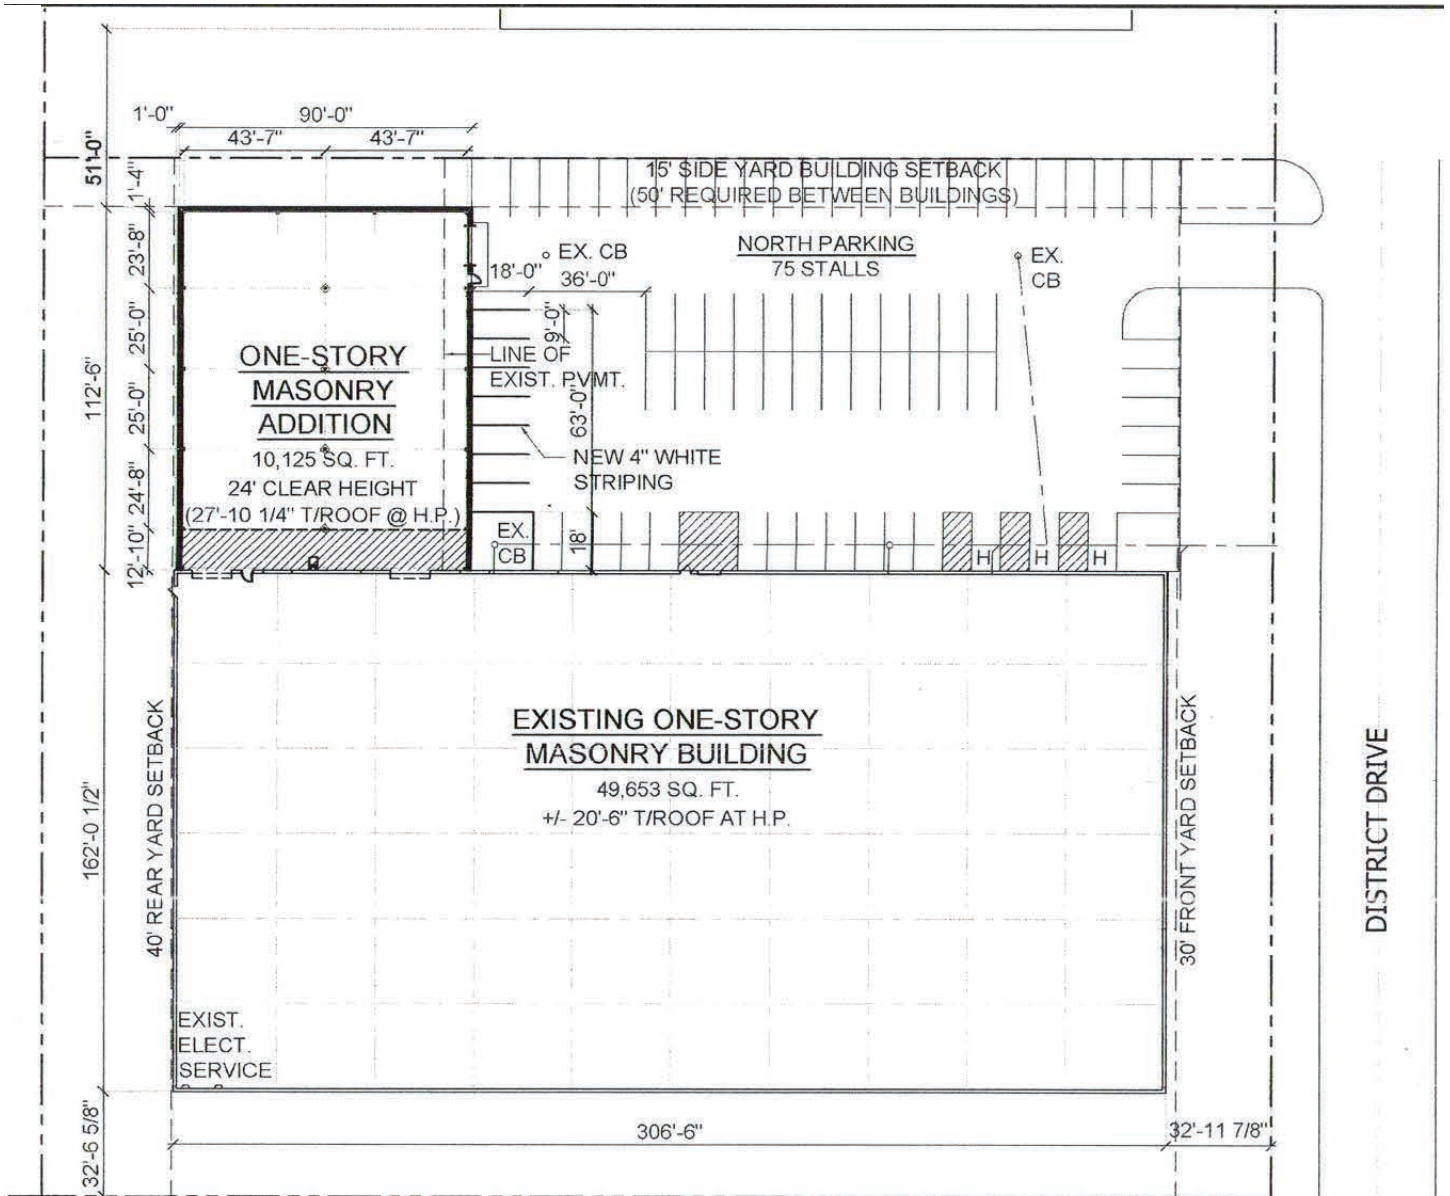 1'-0"
90'-0"
43'-7"
43'-7"
51'-0"
1'-4"
15' SIDE YARD BUILDING SETBACK
(50' REQUIRED BETWEEN BUILDINGS)
23'-8"
EX. CB
NORTH PARKING
75 STALLS
EX.
CB
18'-0"
36'-0"
9'-0"
25'-0"
ONE-STORY
MASONRY
ADDITION
LINE OF
EXIST. PVMT.
112'-6"
25'-0"
63'-0"
10,125 SQ. FT.
24' CLEAR HEIGHT
(27'-10 1/4" T/ROOF @ H.P.)
NEW 4" WHITE
STRIPING
24'-8"
12'-10"
EX.
CB
18'
H
H
H
40' REAR YARD SETBACK
EXISTING ONE-STORY
MASONRY BUILDING
49,653 SQ. FT.
+/- 20'-6" T/ROOF AT H.P.
162'-0 1/2"
30' FRONT YARD SETBACK
DISTRICT DRIVE
EXIST.
ELECT.
SERVICE
32'-6 5/8"
306'-6"
32'-11 7/8"